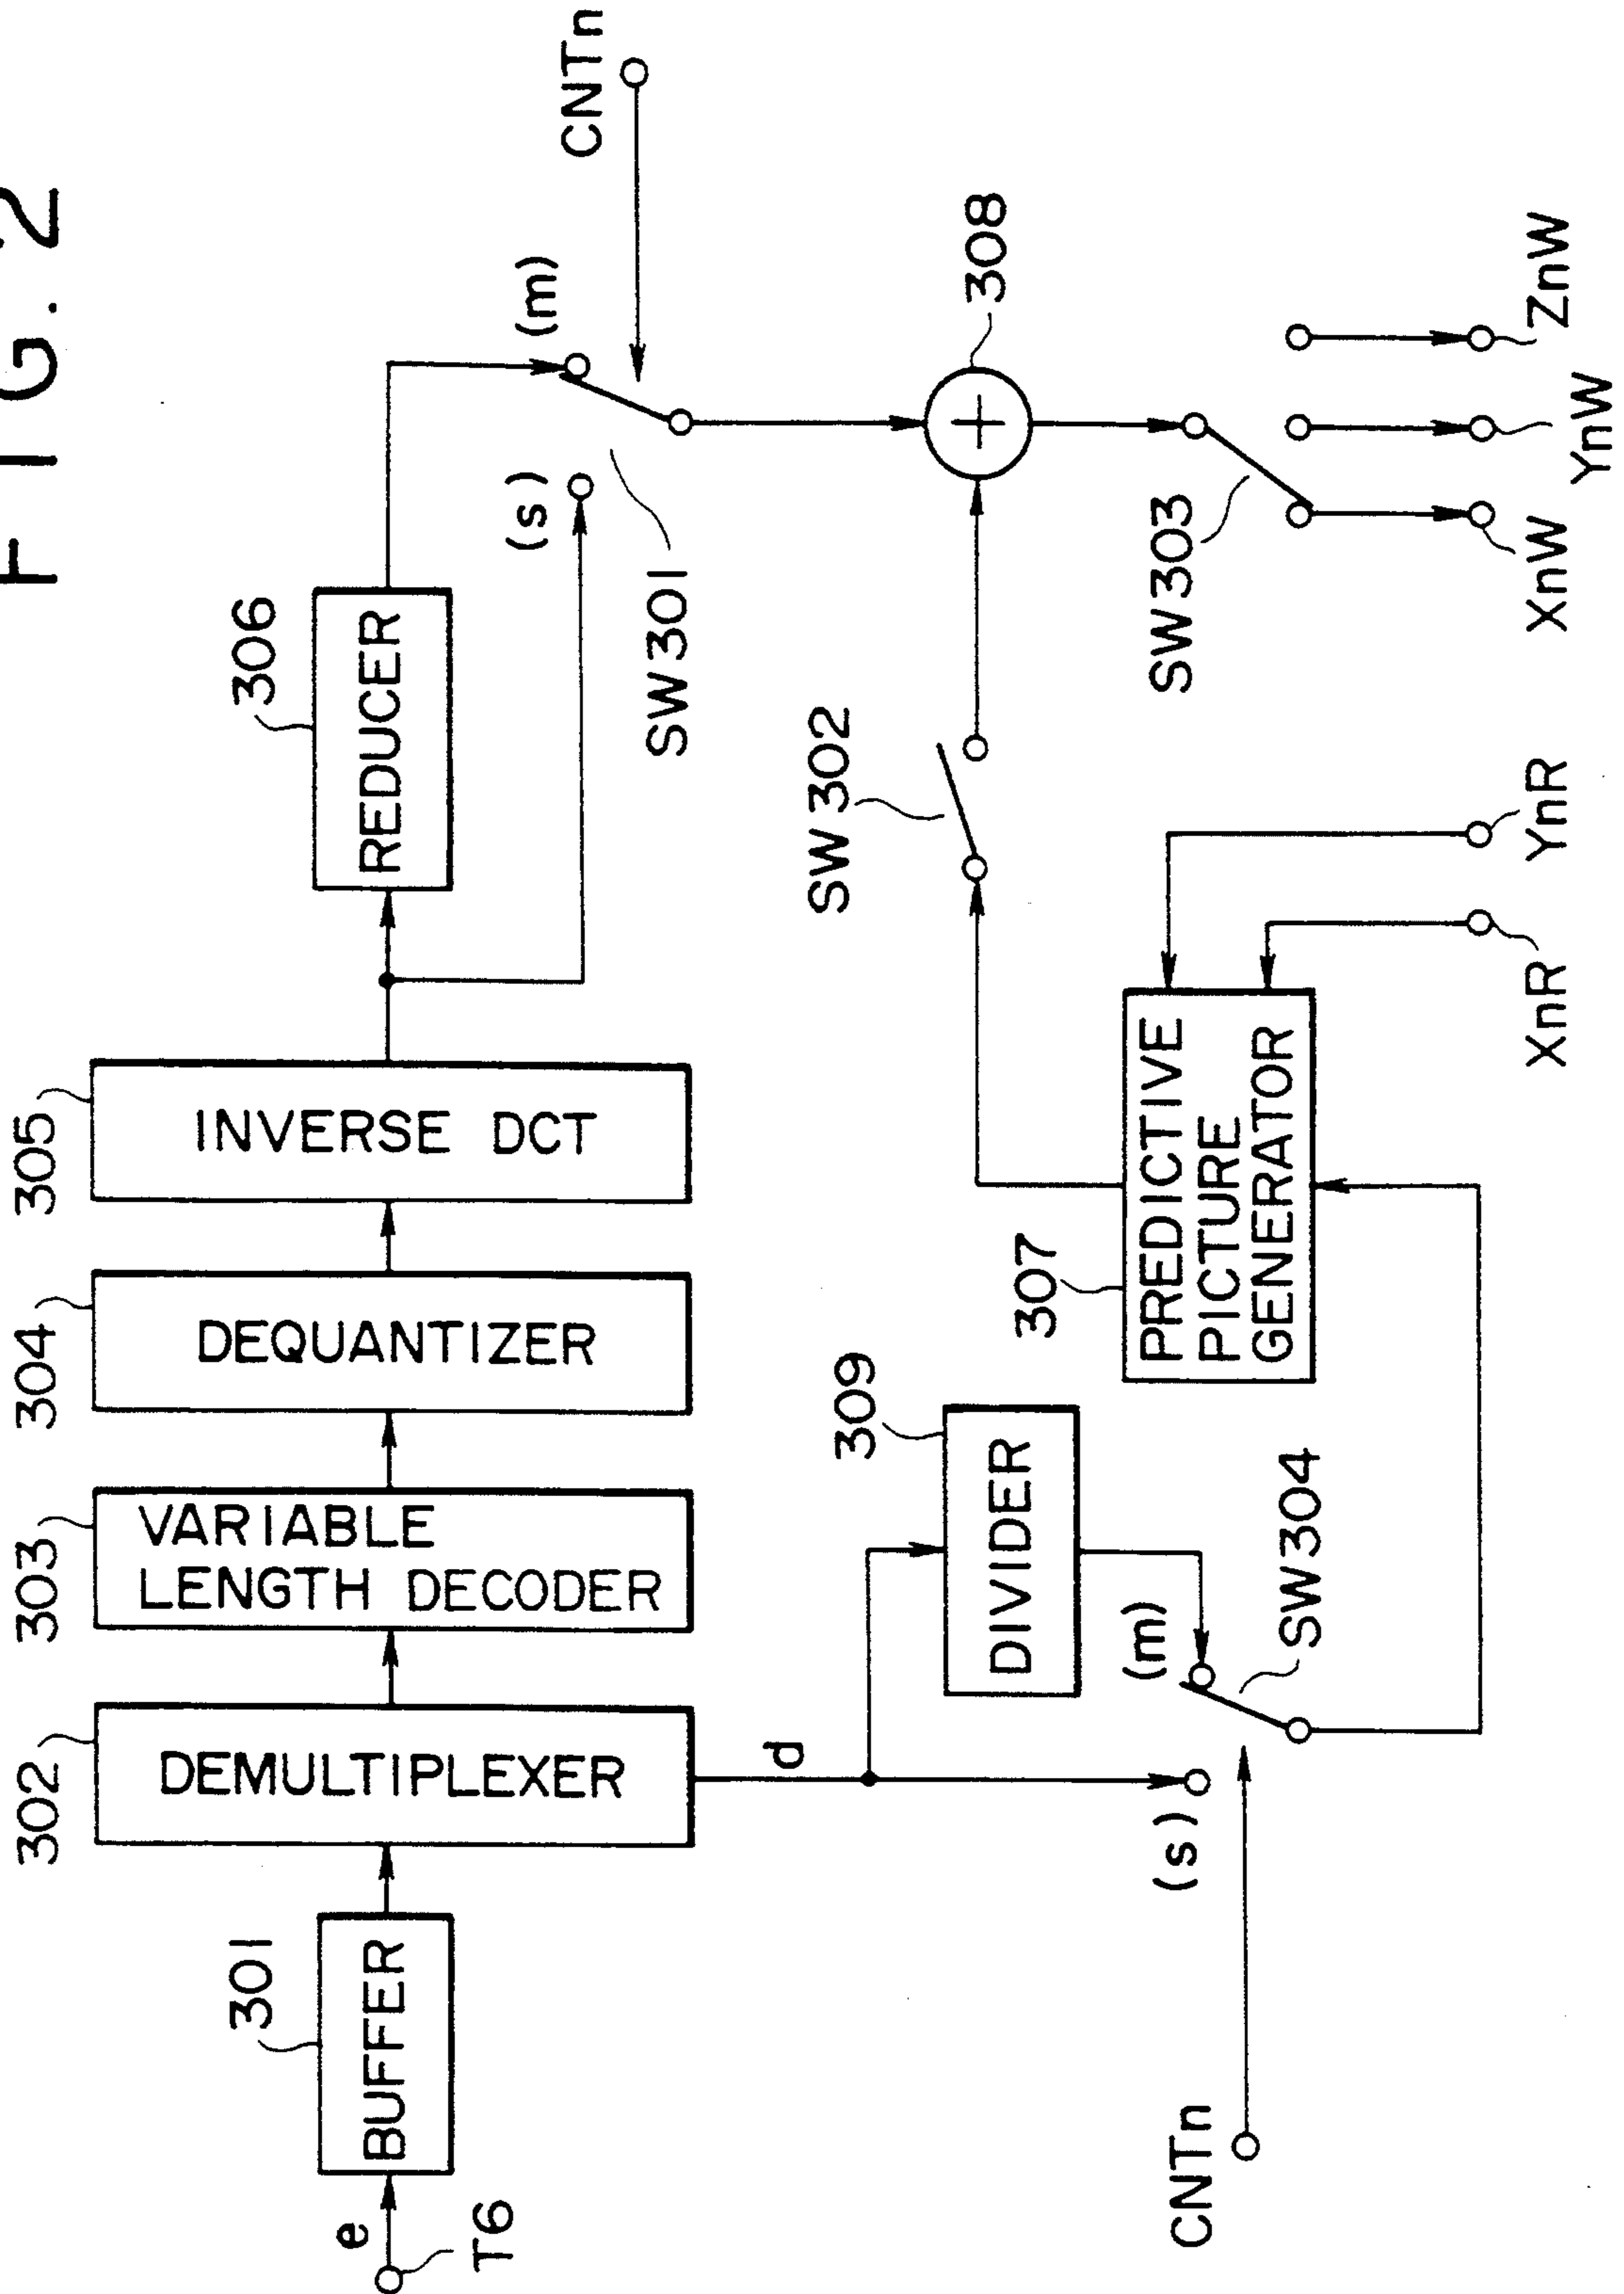 FIG. 2
301
BUFFER
e
T6
302
DEMULTIPLEXER
303
VARIABLE
LENGTH DECODER
304
DEQUANTIZER
305
INVERSE DCT
306
REDUCER
(m)
(s)
SW301
CNTn
d
309
DIVIDER
(m)
(s)
SW304
CNTn
307
PREDICTIVE
PICTURE
GENERATOR
XnR
YnR
SW302
308
SW303
XnW
YnW
ZnW